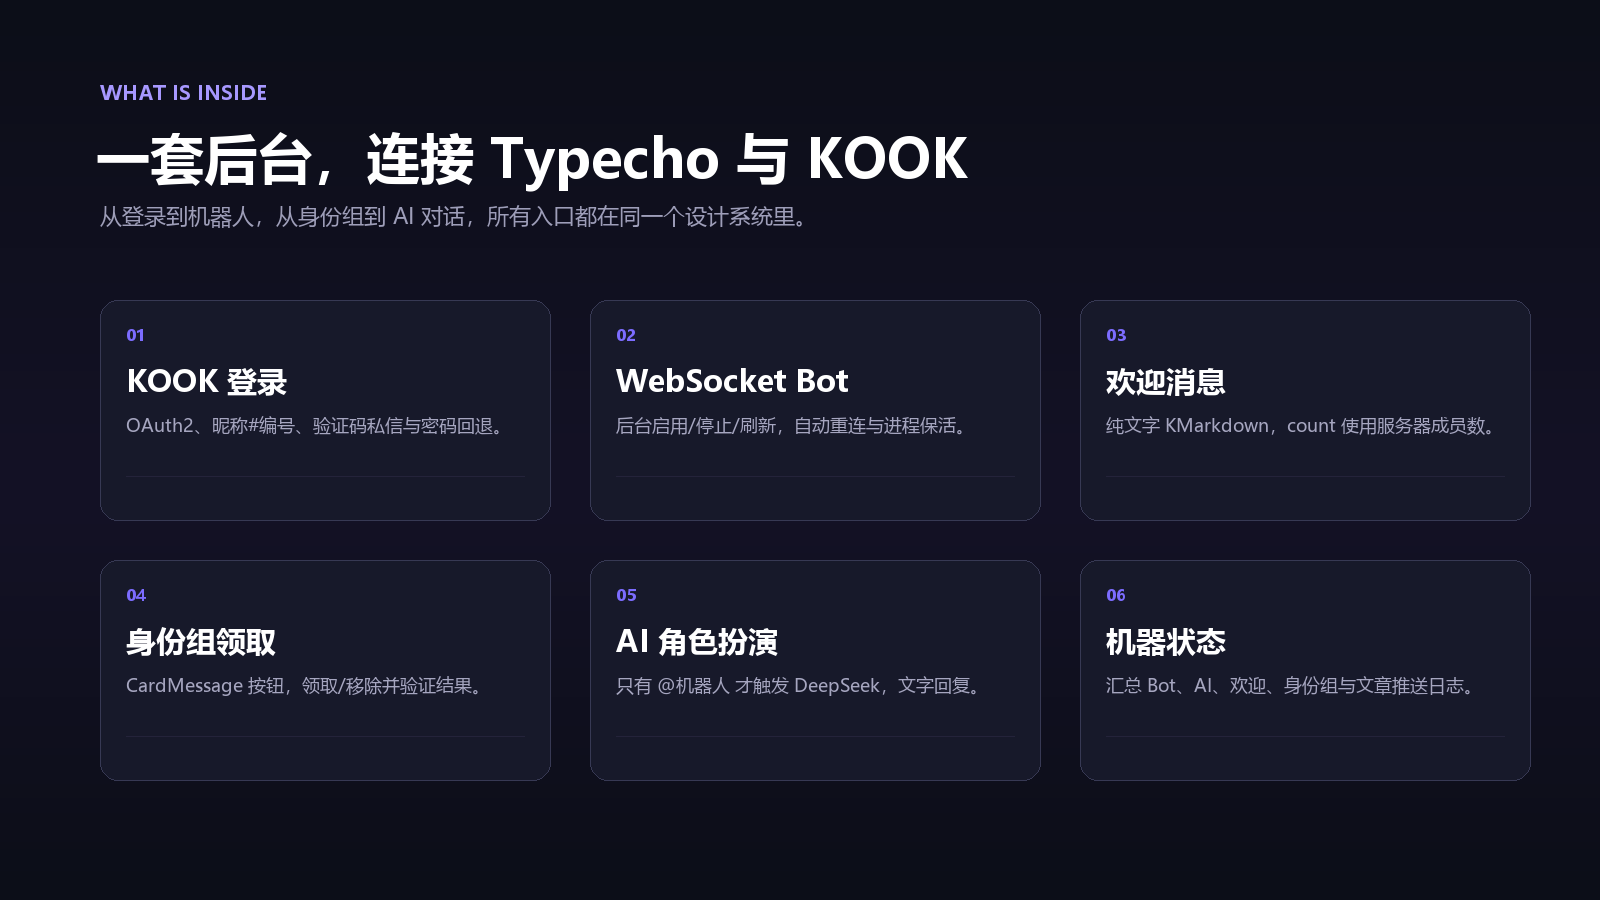 WHAT IS INSIDE
一套后台，连接 Typecho 与 KOOK
从登录到机器人，从身份组到 AI 对话，所有入口都在同一个设计系统里。
01
KOOK 登录
OAuth2、昵称#编号、验证码私信与密码回退。
02
WebSocket Bot
后台启用/停止/刷新，自动重连与进程保活。
03
欢迎消息
纯文字 KMarkdown，count 使用服务器成员数。
04
身份组领取
CardMessage 按钮，领取/移除并验证结果。
05
AI 角色扮演
只有 @机器人 才触发 DeepSeek，文字回复。
06
机器状态
汇总 Bot、AI、欢迎、身份组与文章推送日志。